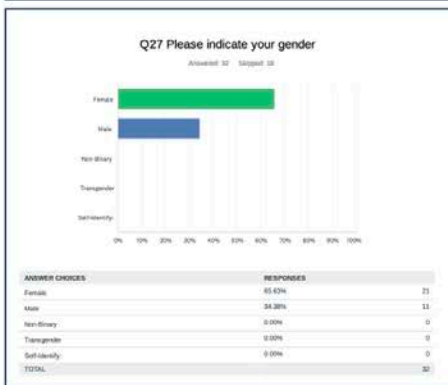 Q27 Please indicate your gender
Answered: 32 Skipped: 18
Female
Male
Non-Binary
Transgender
Self-Identify:
0% 10% 20% 30% 40% 50% 60% 70% 80% 90% 100%
ANSWER CHOICES RESPONSES
Female 65.63% 21
Male 34.38% 11
Non-Binary 0.00% 0
Transgender 0.00% 0
Self-Identify: 0.00% 0
TOTAL 32